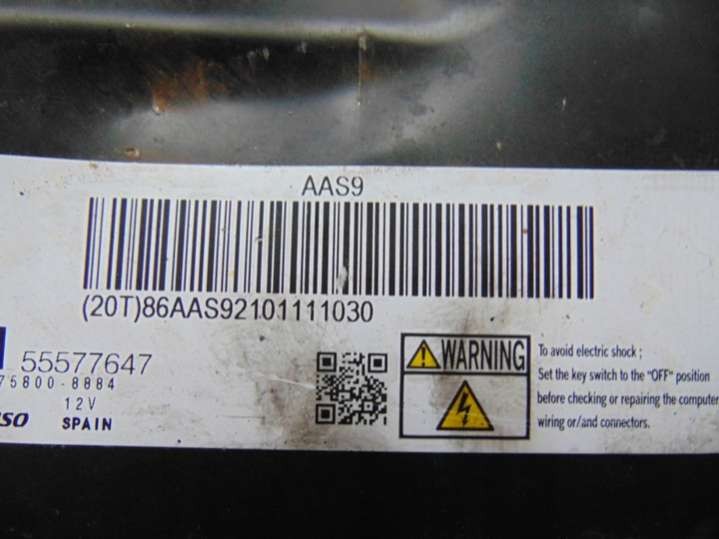 AAS9
(20T)86AAS92101111030
55577647
75800-8884
12V
SPAIN
WARNING
To avoid electric shock ;
Set the key switch to the "OFF" position
before checking or repairing the computer
wiring or/and connectors.